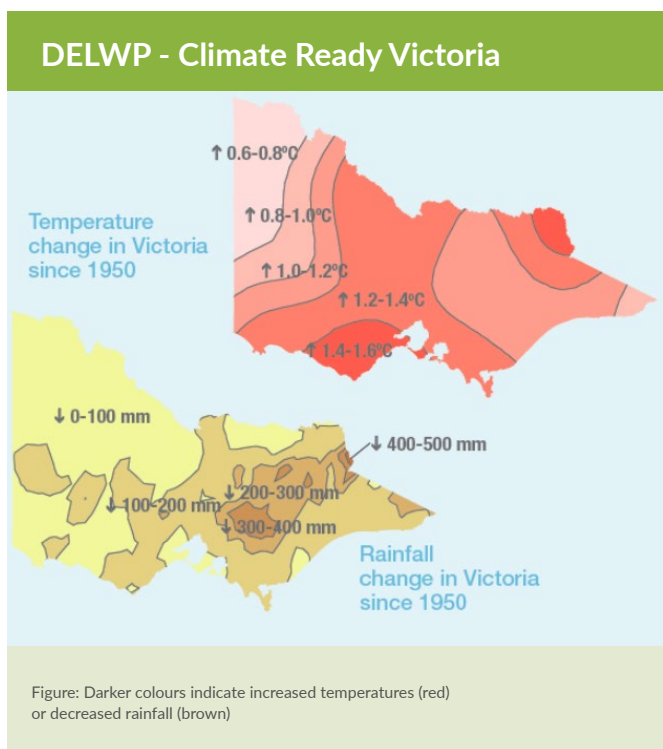 DELWP - Climate Ready Victoria
↑ 0.6-0.8ºC
↑ 0.8-1.0ºC
Temperature
change in Victoria
since 1950
↑ 1.0-1.2ºC
↑ 1.2-1.4ºC
↑ 1.4-1.6ºC
↓ 0-100 mm
↓ 400-500 mm
↓ 200-300 mm
↓ 100-200 mm
↓ 300-400 mm
Rainfall
change in Victoria
since 1950
Figure: Darker colours indicate increased temperatures (red)
or decreased rainfall (brown)